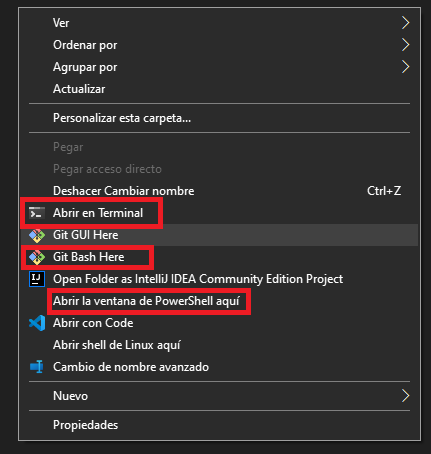 Ver
Ordenar por
Agrupar por
Actualizar
Personalizar esta carpeta...
Pegar
Pegar acceso directo
Deshacer Cambiar nombre Ctrl+Z
Abrir en Terminal
Git GUI Here
Git Bash Here
IJ Open Folder as IntelliJ IDEA Community Edition Project
Abrir la ventana de PowerShell aquí
Abrir con Code
Abrir shell de Linux aquí
Cambio de nombre avanzado
Nuevo
Propiedades